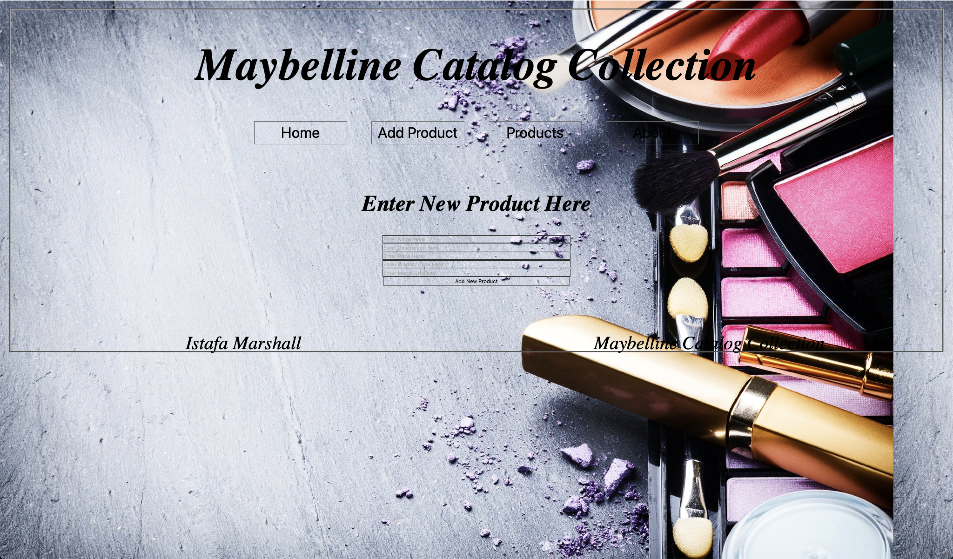 Maybelline Catalog Collection
Home
Add Product
Products
About
Enter New Product Here
Add New Product
Istafa Marshall
Maybelline Catalog Collection